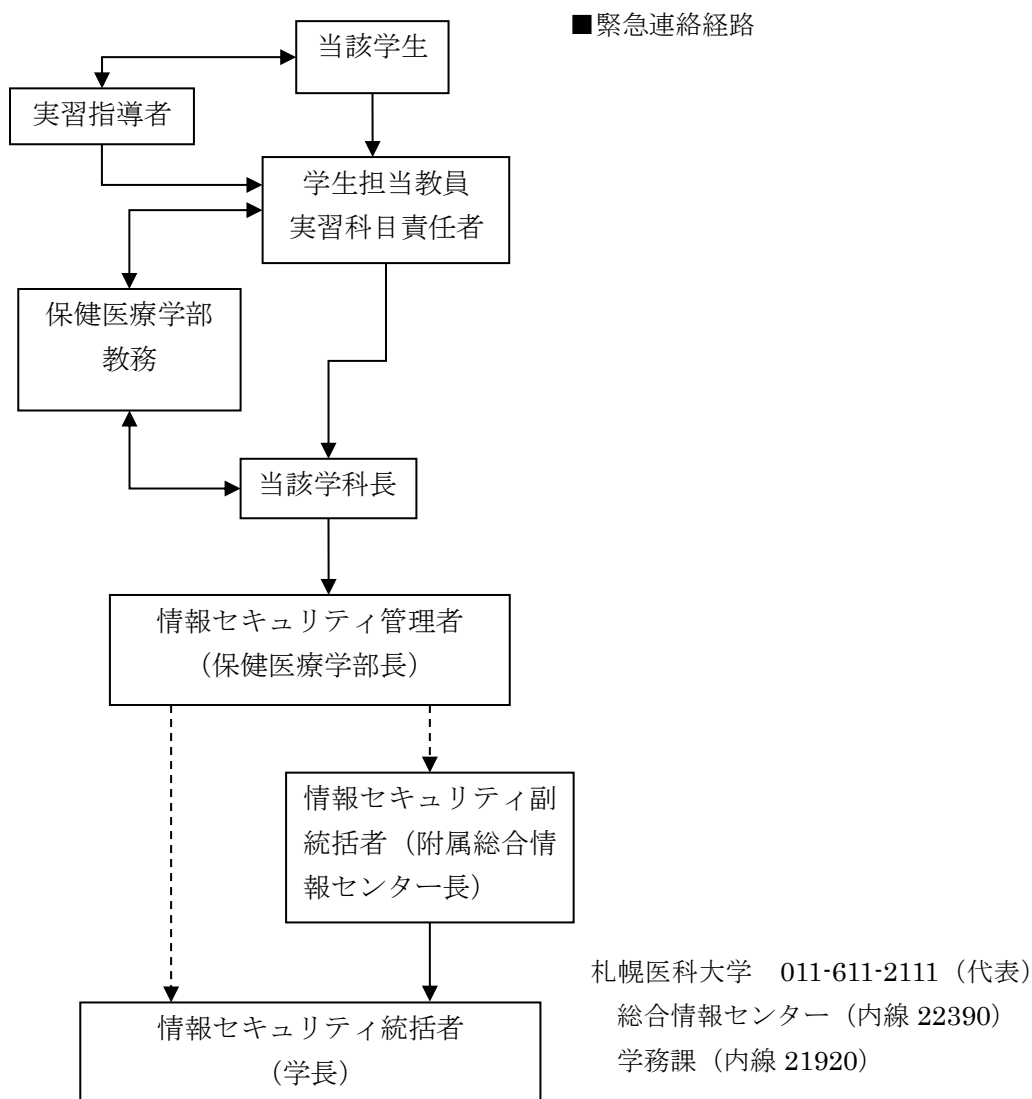 ■緊急連絡経路
当該学生
実習指導者
学生担当教員
実習科目責任者
保健医療学部
教務
当該学科長
情報セキュリティ管理者
（保健医療学部長）
情報セキュリティ副
統括者（附属総合情
報センター長）
情報セキュリティ統括者
（学長）
札幌医科大学　011-611-2111（代表）
総合情報センター（内線 22390）
学務課（内線 21920）